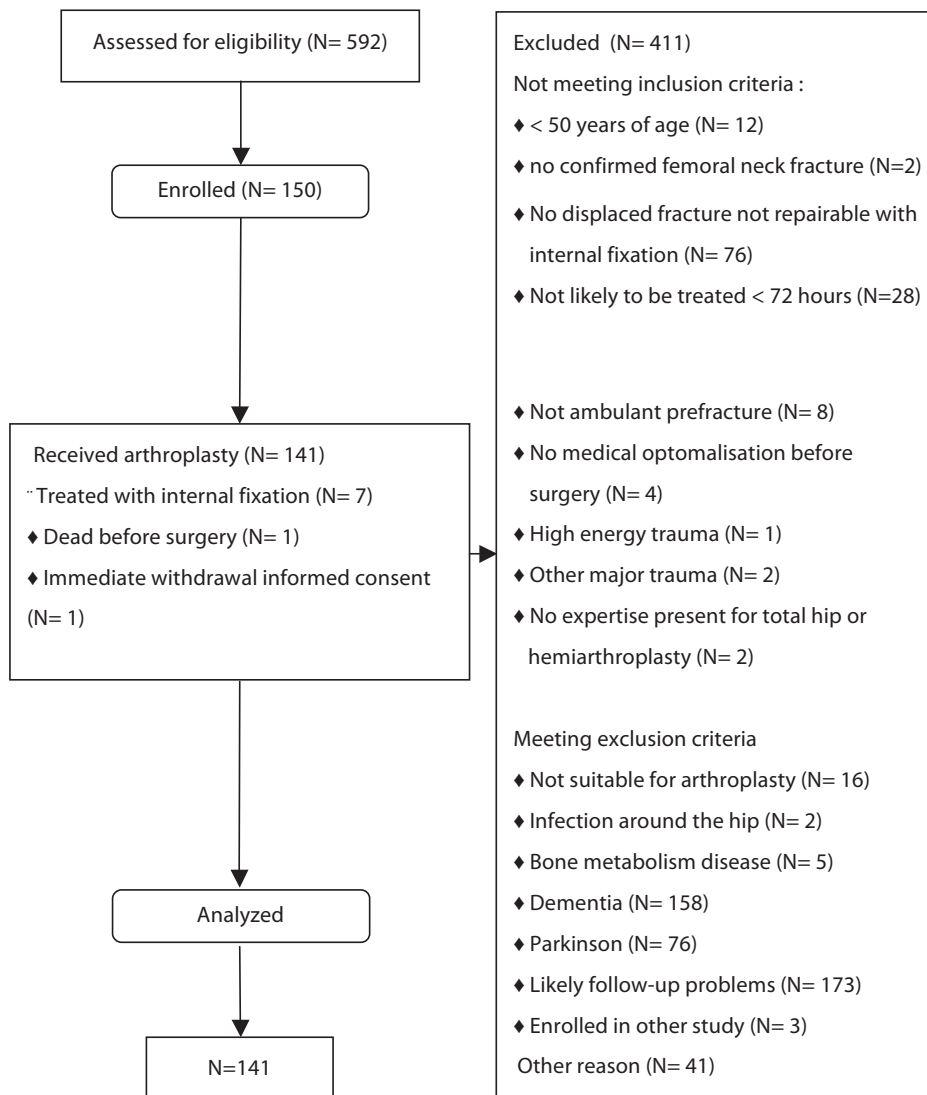 Assessed for eligibility (N= 592)
Enrolled (N= 150)
Received arthroplasty (N= 141)
¨Treated with internal fixation (N= 7)
♦ Dead before surgery (N= 1)
♦ Immediate withdrawal informed consent
(N= 1)
Analyzed
N=141
Excluded (N= 411)
Not meeting inclusion criteria :
♦ < 50 years of age (N= 12)
♦ no confirmed femoral neck fracture (N=2)
♦ No displaced fracture not repairable with
internal fixation (N= 76)
♦ Not likely to be treated < 72 hours (N=28)
♦ Not ambulant prefracture (N= 8)
♦ No medical optomalisation before
surgery (N= 4)
♦ High energy trauma (N= 1)
♦ Other major trauma (N= 2)
♦ No expertise present for total hip or
hemiarthroplasty (N= 2)
Meeting exclusion criteria
♦ Not suitable for arthroplasty (N= 16)
♦ Infection around the hip (N= 2)
♦ Bone metabolism disease (N= 5)
♦ Dementia (N= 158)
♦ Parkinson (N= 76)
♦ Likely follow-up problems (N= 173)
♦ Enrolled in other study (N= 3)
Other reason (N= 41)